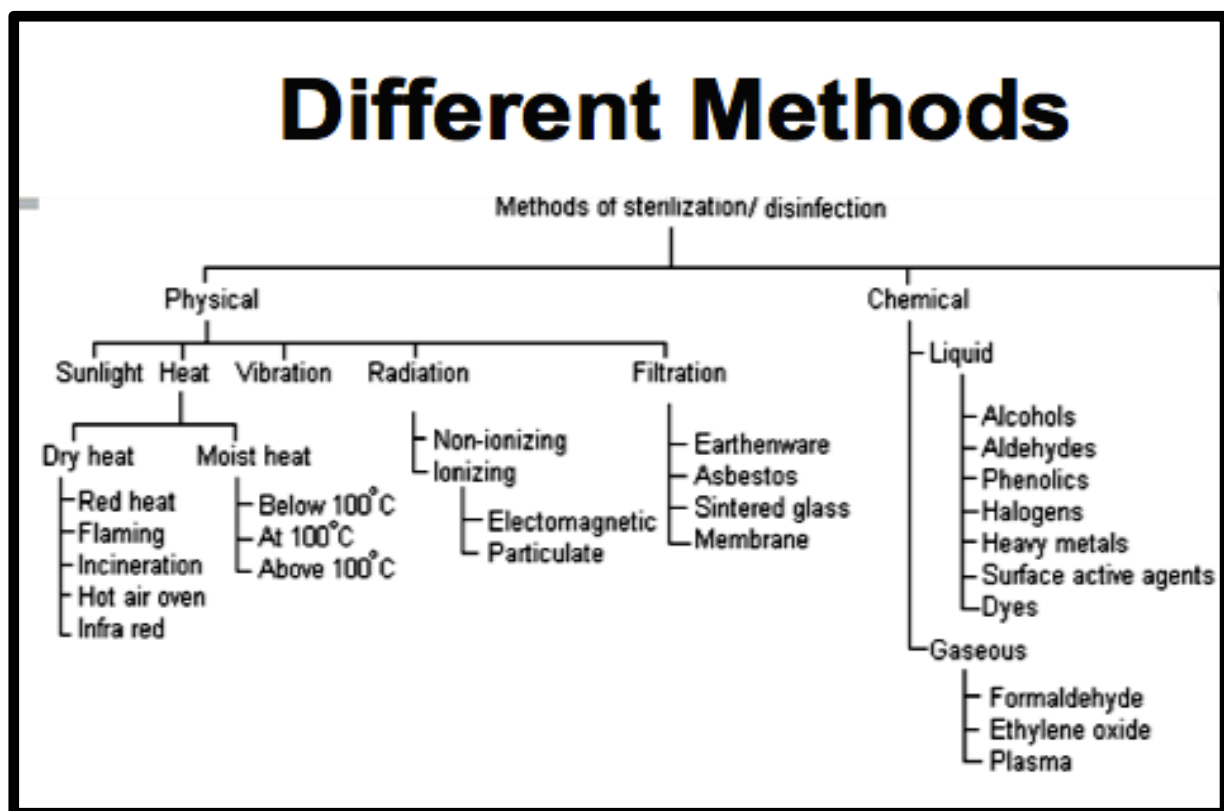 Different Methods
Methods of sterilization/ disinfection
Physical
Chemical
Sunlight Heat Vibration Radiation Filtration
Dry heat
Red heat
Flaming
Incineration
Hot air oven
Infra red
Moist heat
Below 100°C
At 100°C
Above 100°C
Non-ionizing
Ionizing
Electomagnetic
Particulate
Earthenware
Asbestos
Sintered glass
Membrane
Liquid
Alcohols
Aldehydes
Phenolics
Halogens
Heavy metals
Surface active agents
Dyes
Gaseous
Formaldehyde
Ethylene oxide
Plasma